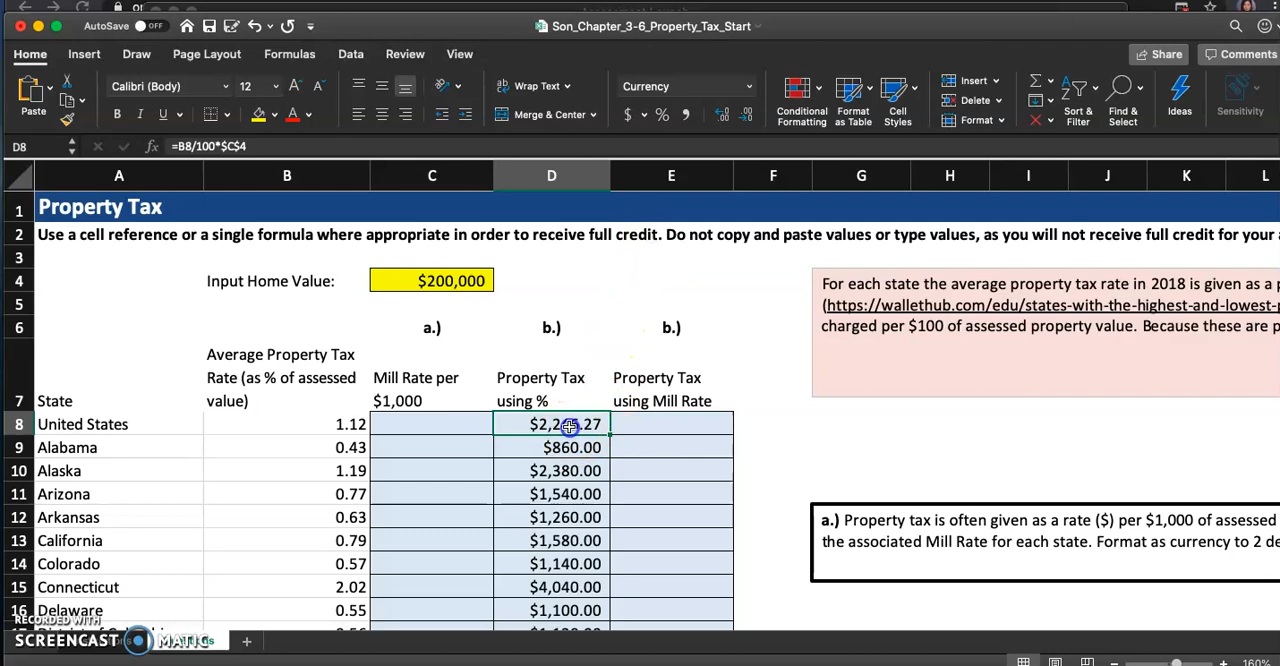 AutoSave OFF
Son_Chapter_3-6_Property_Tax_Start
Home Insert Draw Page Layout Formulas Data Review View Share Comments
Paste Calibri (Body) 12 Wrap Text Merge & Center Currency Conditional Formatting Format as Table Cell Styles Insert Delete Format Sort & Filter Find & Select Ideas Sensitivity
D8 fx =B8/100*$C$4
A B C D E F G H I J K L
1 Property Tax
2 Use a cell reference or a single formula where appropriate in order to receive full credit. Do not copy and paste values or type values, as you will not receive full credit for your a
3
4 Input Home Value: $200,000
For each state the average property tax rate in 2018 is given as a p
5
(https://wallethub.com/edu/states-with-the-highest-and-lowest-p
6 a.) b.) b.)
charged per $100 of assessed property value. Because these are p
7 State
Average Property Tax Rate (as % of assessed value)
Mill Rate per $1,000
Property Tax using %
Property Tax using Mill Rate
8 United States 1.12
9 Alabama 0.43 $860.00
10 Alaska 1.19 $2,380.00
11 Arizona 0.77 $1,540.00
12 Arkansas 0.63 $1,260.00
a.) Property tax is often given as a rate ($) per $1,000 of assessed
13 California 0.79 $1,580.00
the associated Mill Rate for each state. Format as currency to 2 de
14 Colorado 0.57 $1,140.00
15 Connecticut 2.02 $4,040.00
16 Delaware 0.55 $1,100.00
RECORDED WITH
SCREENCAST MATIC
160%